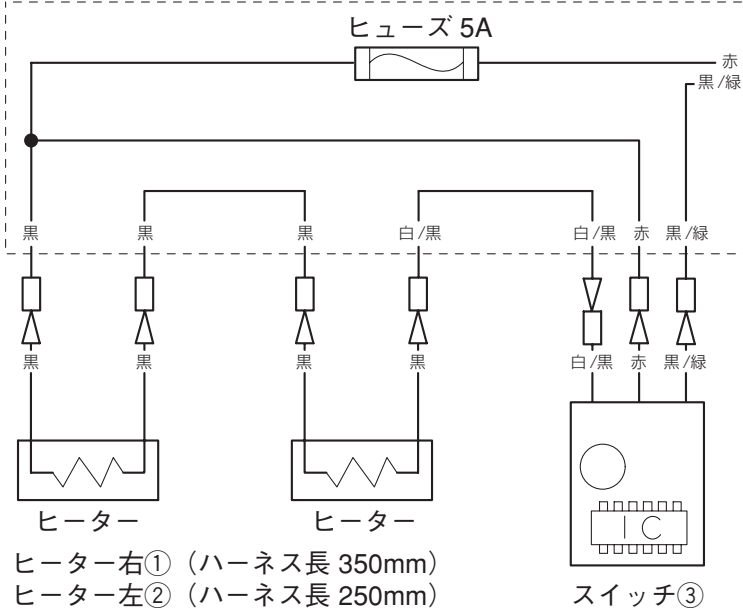 ヒューズ 5A
赤
黒/緑
黒 黒 黒 白/黒 白/黒 赤 黒/緑
黒 黒 黒 黒 白/黒 赤 黒/緑
IC
ヒーター ヒーター
ヒーター右①（ハーネス長 350mm）
ヒーター左②（ハーネス長 250mm）
スイッチ③